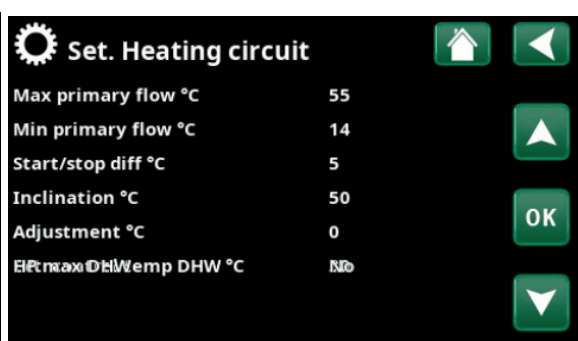 Set. Heating circuit
Max primary flow °C 55
Min primary flow °C 14
Start/stop diff °C 5
Inclination °C 50
Adjustment °C 0
OK
DHW °C